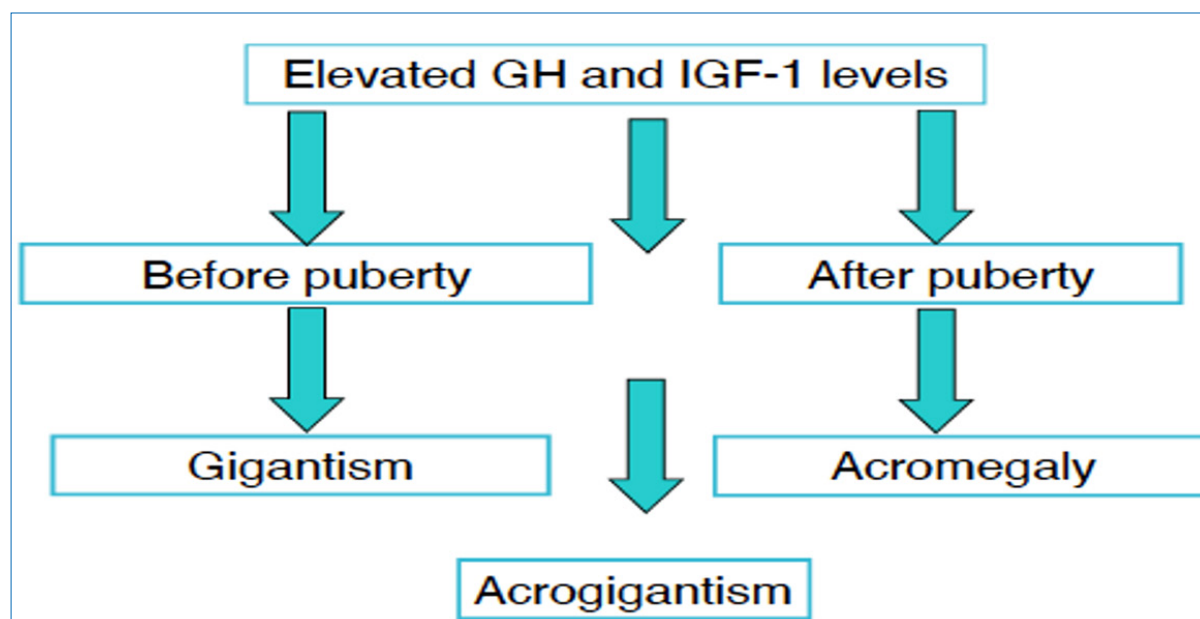 Elevated GH and IGF-1 levels
Before puberty
After puberty
Gigantism
Acromegaly
Acrogigantism